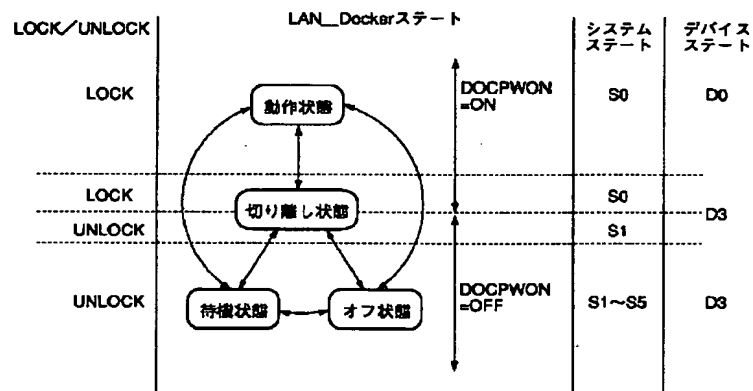 LAN__Dockerステート
LOCK／UNLOCK
システム
ステート
デバイス
ステート
LOCK
動作状態
DOCPWON
=ON
S0
D0
LOCK
切り離し状態
S0
D3
UNLOCK
S1
UNLOCK
待機状態
オフ状態
DOCPWON
=OFF
S1～S5
D3